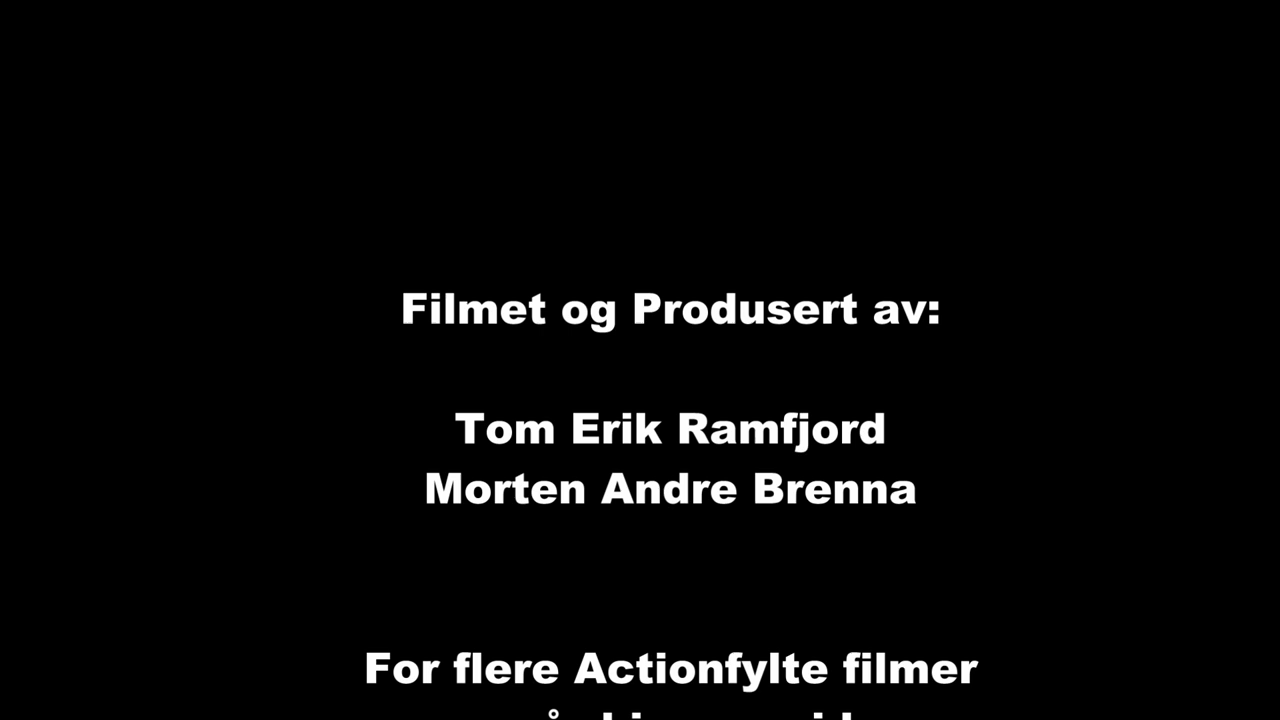 Filmet og Produsert av:
Tom Erik Ramfjord
Morten Andre Brenna
For flere Actionfylte filmer